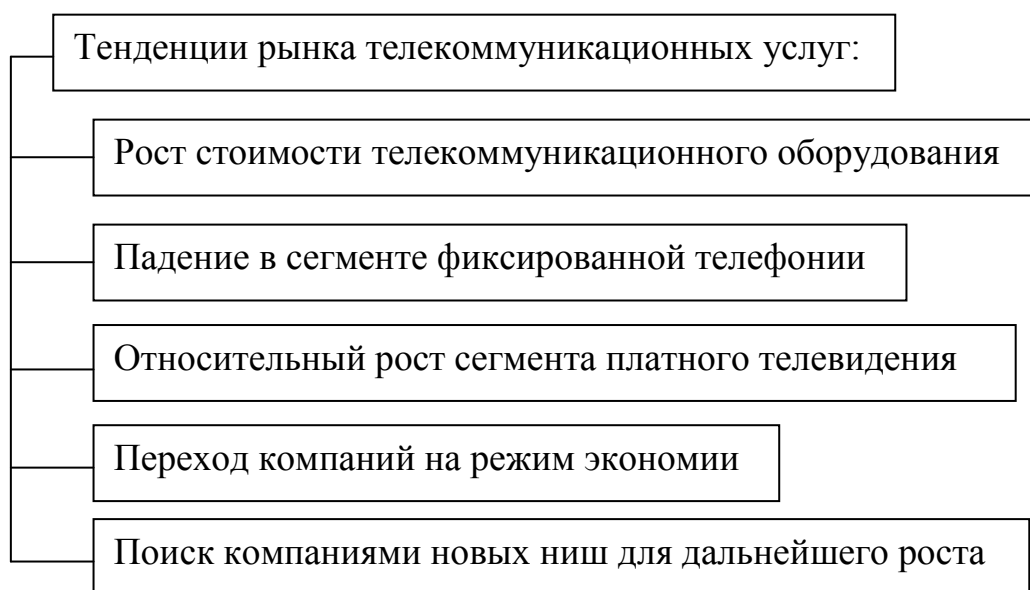 Тенденции рынка телекоммуникационных услуг:
Рост стоимости телекоммуникационного оборудования
Падение в сегменте фиксированной телефонии
Относительный рост сегмента платного телевидения
Переход компаний на режим экономии
Поиск компаниями новых ниш для дальнейшего роста